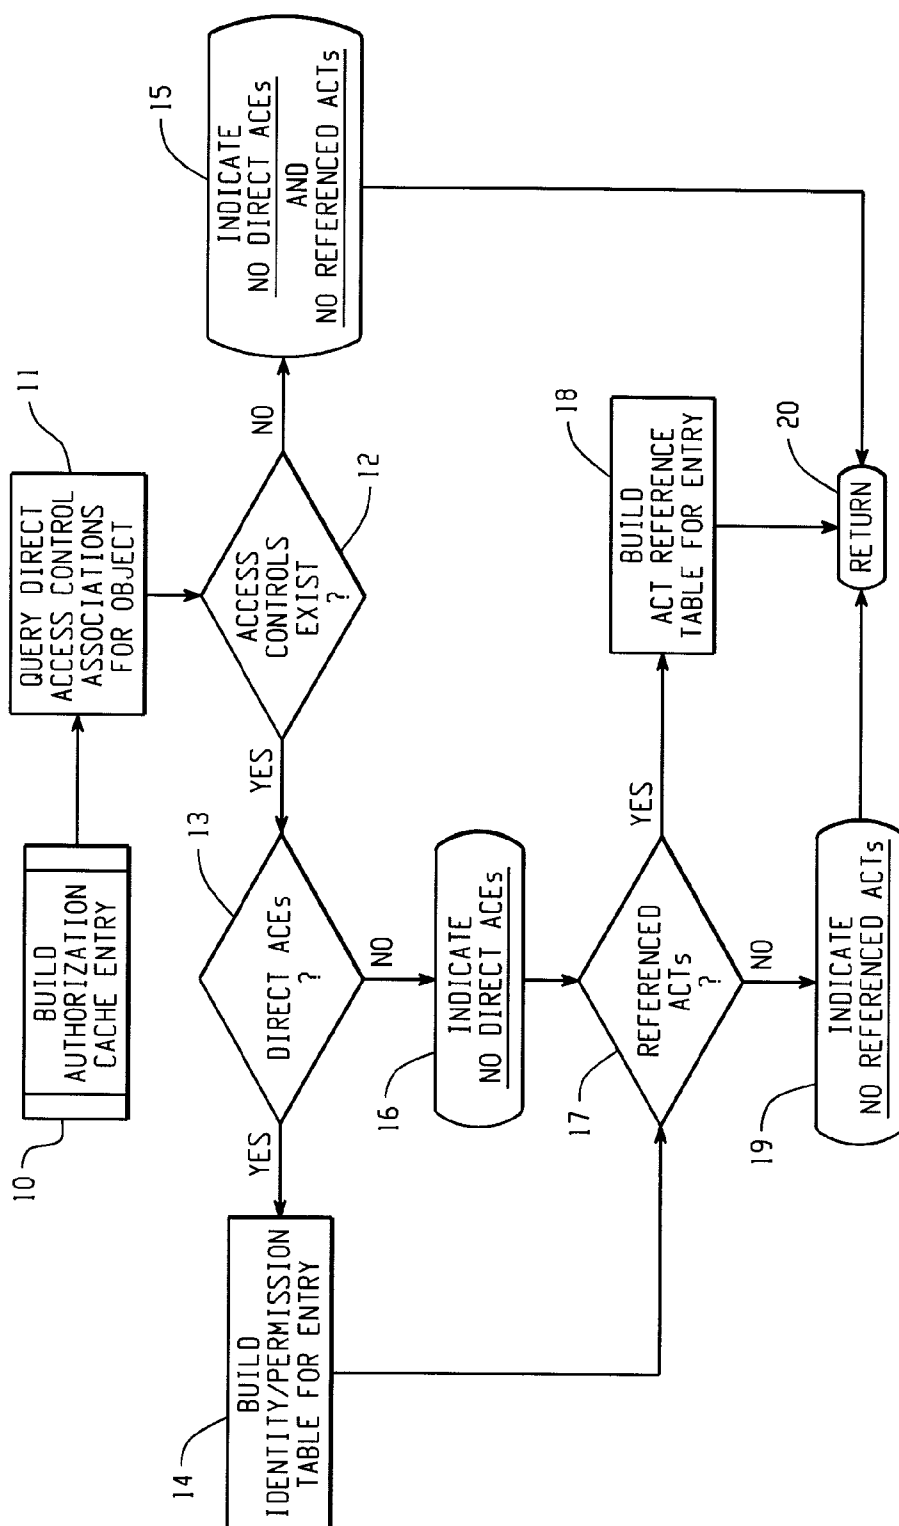 10
BUILD
AUTHORIZATION
CACHE ENTRY
11
QUERY DIRECT
ACCESS CONTROL
ASSOCIATIONS
FOR OBJECT
12
ACCESS
CONTROLS
EXIST
?
NO
YES
15
INDICATE
NO DIRECT ACEs
AND
NO REFERENCED ACTs
13
DIRECT ACEs
?
YES
NO
14
BUILD
IDENTITY/PERMISSION
TABLE FOR ENTRY
16
INDICATE
NO DIRECT ACEs
17
REFERENCED
ACTs
?
YES
NO
18
BUILD
ACT REFERENCE
TABLE FOR ENTRY
19
INDICATE
NO REFERENCED ACTs
20
RETURN